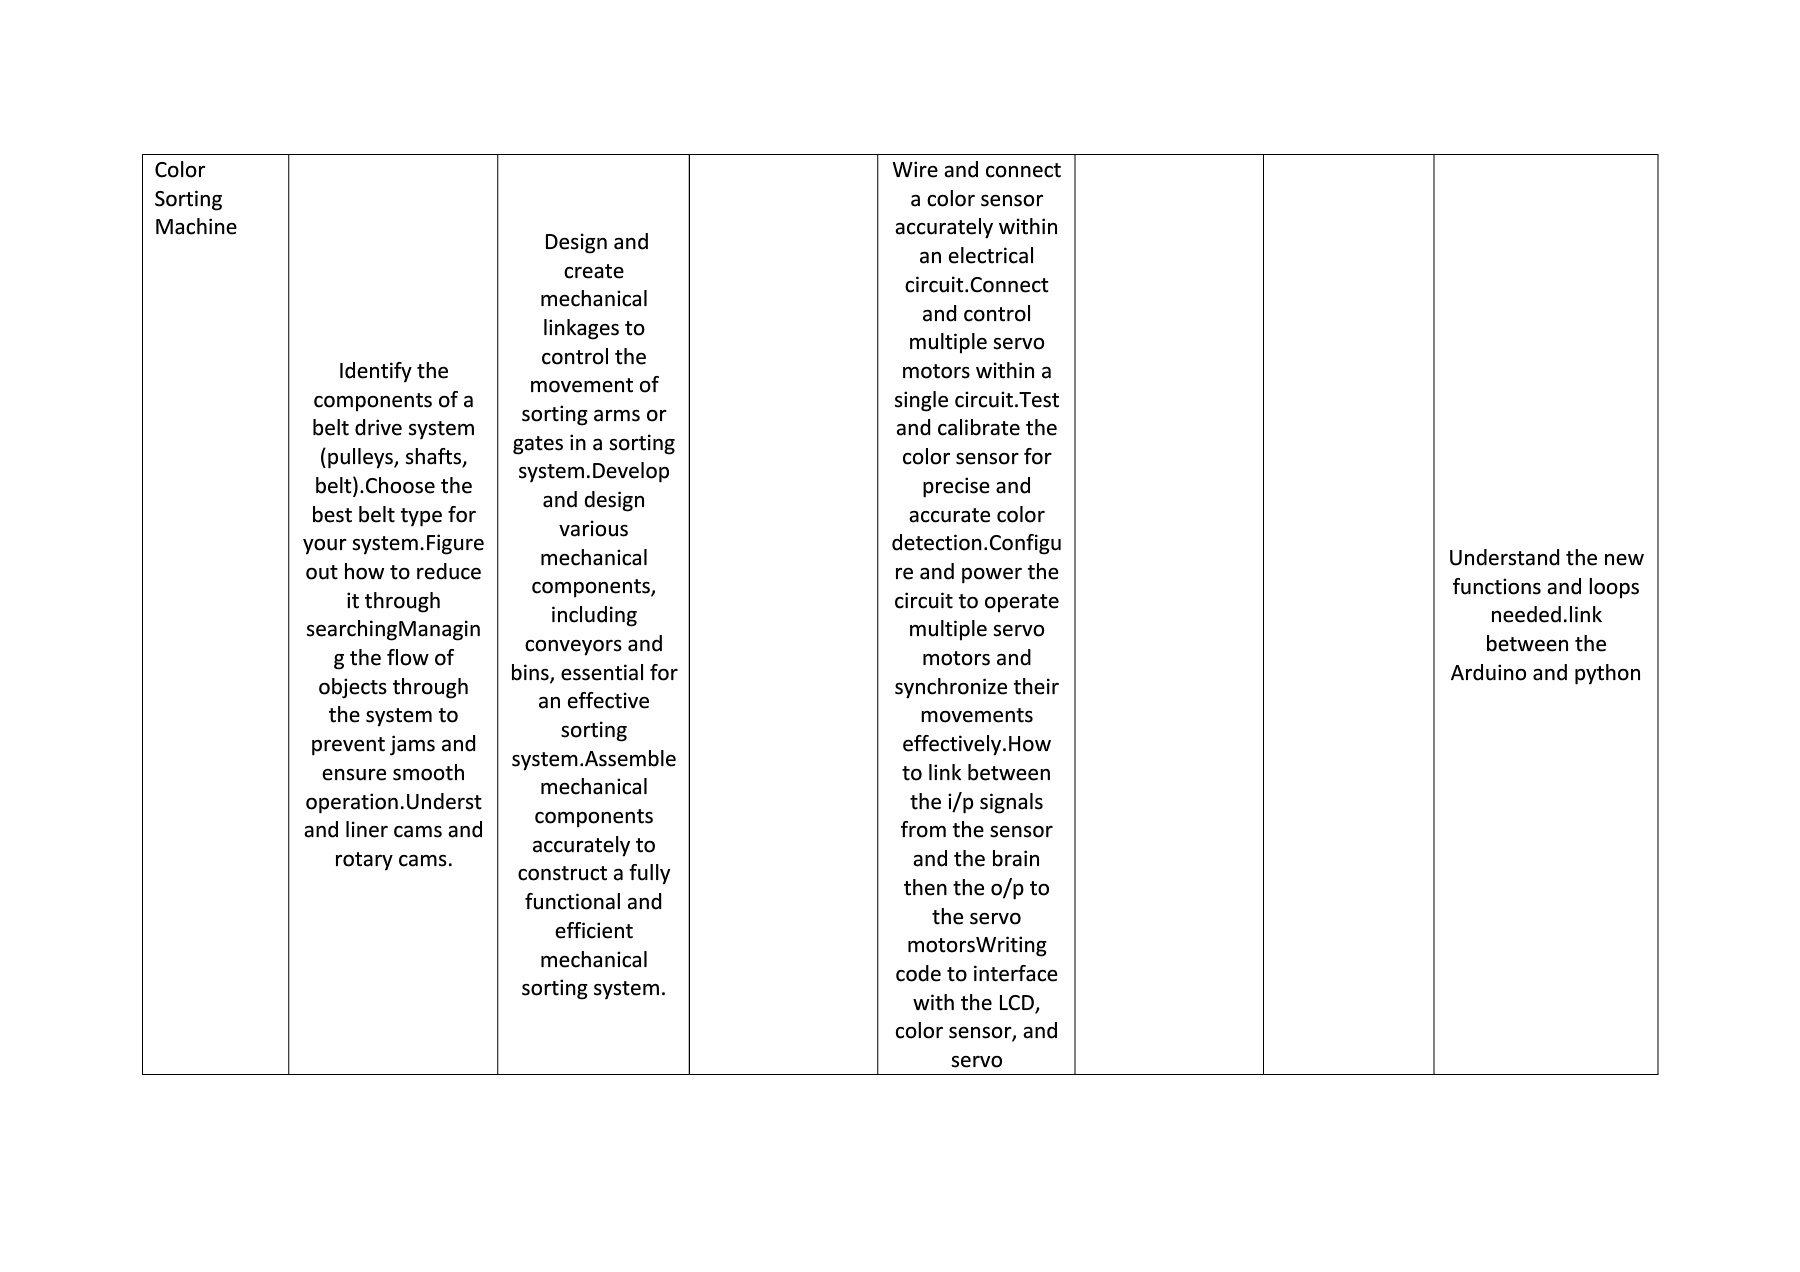 Color
Sorting
Machine
Identify the
components of a
belt drive system
(pulleys, shafts,
belt).Choose the
best belt type for
your system.Figure
out how to reduce
it through
searchingManagin
g the flow of
objects through
the system to
prevent jams and
ensure smooth
operation.Underst
and liner cams and
rotary cams.
Design and
create
mechanical
linkages to
control the
movement of
sorting arms or
gates in a sorting
system.Develop
and design
various
mechanical
components,
including
conveyors and
bins, essential for
an effective
sorting
system.Assemble
mechanical
components
accurately to
construct a fully
functional and
efficient
mechanical
sorting system.
Wire and connect
a color sensor
accurately within
an electrical
circuit.Connect
and control
multiple servo
motors within a
single circuit.Test
and calibrate the
color sensor for
precise and
accurate color
detection.Configu
re and power the
circuit to operate
multiple servo
motors and
synchronize their
movements
effectively.How
to link between
the i/p signals
from the sensor
and the brain
then the o/p to
the servo
motorsWriting
code to interface
with the LCD,
color sensor, and
servo
Understand the new
functions and loops
needed.link
between the
Arduino and python